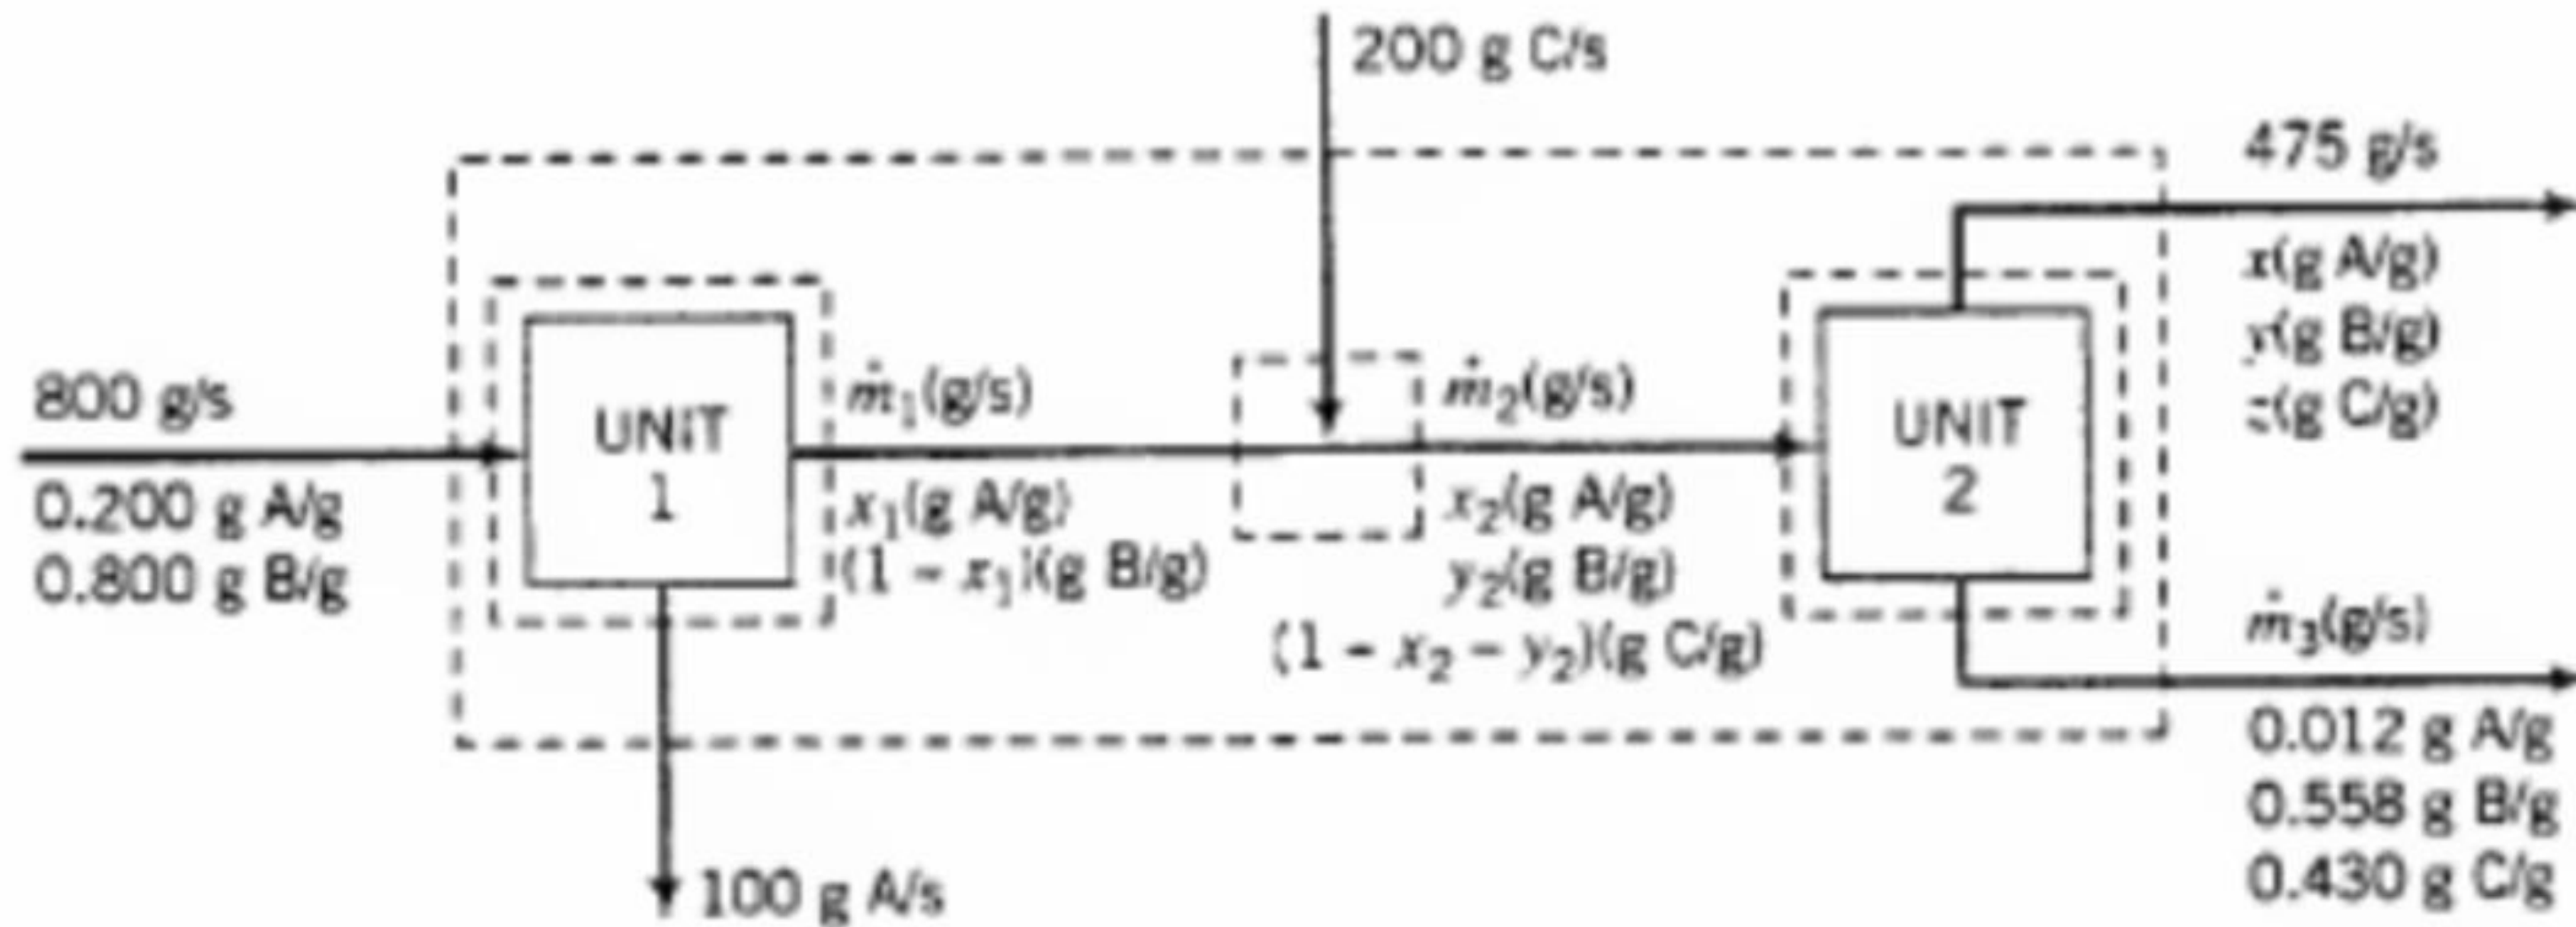 200 g C/s
475 g/s
x(g A/g)
y(g B/g)
z(g C/g)
800 g/s
0.200 g A/g
0.800 g B/g
UNIT
1
ṁ₁(g/s)
x₁(g A/g)
(1 - x₁)(g B/g)
ṁ₂(g/s)
x₂(g A/g)
y₂(g B/g)
(1 - x₂ - y₂)(g C/g)
UNIT
2
ṁ₃(g/s)
0.012 g A/g
0.558 g B/g
0.430 g C/g
100 g A/s